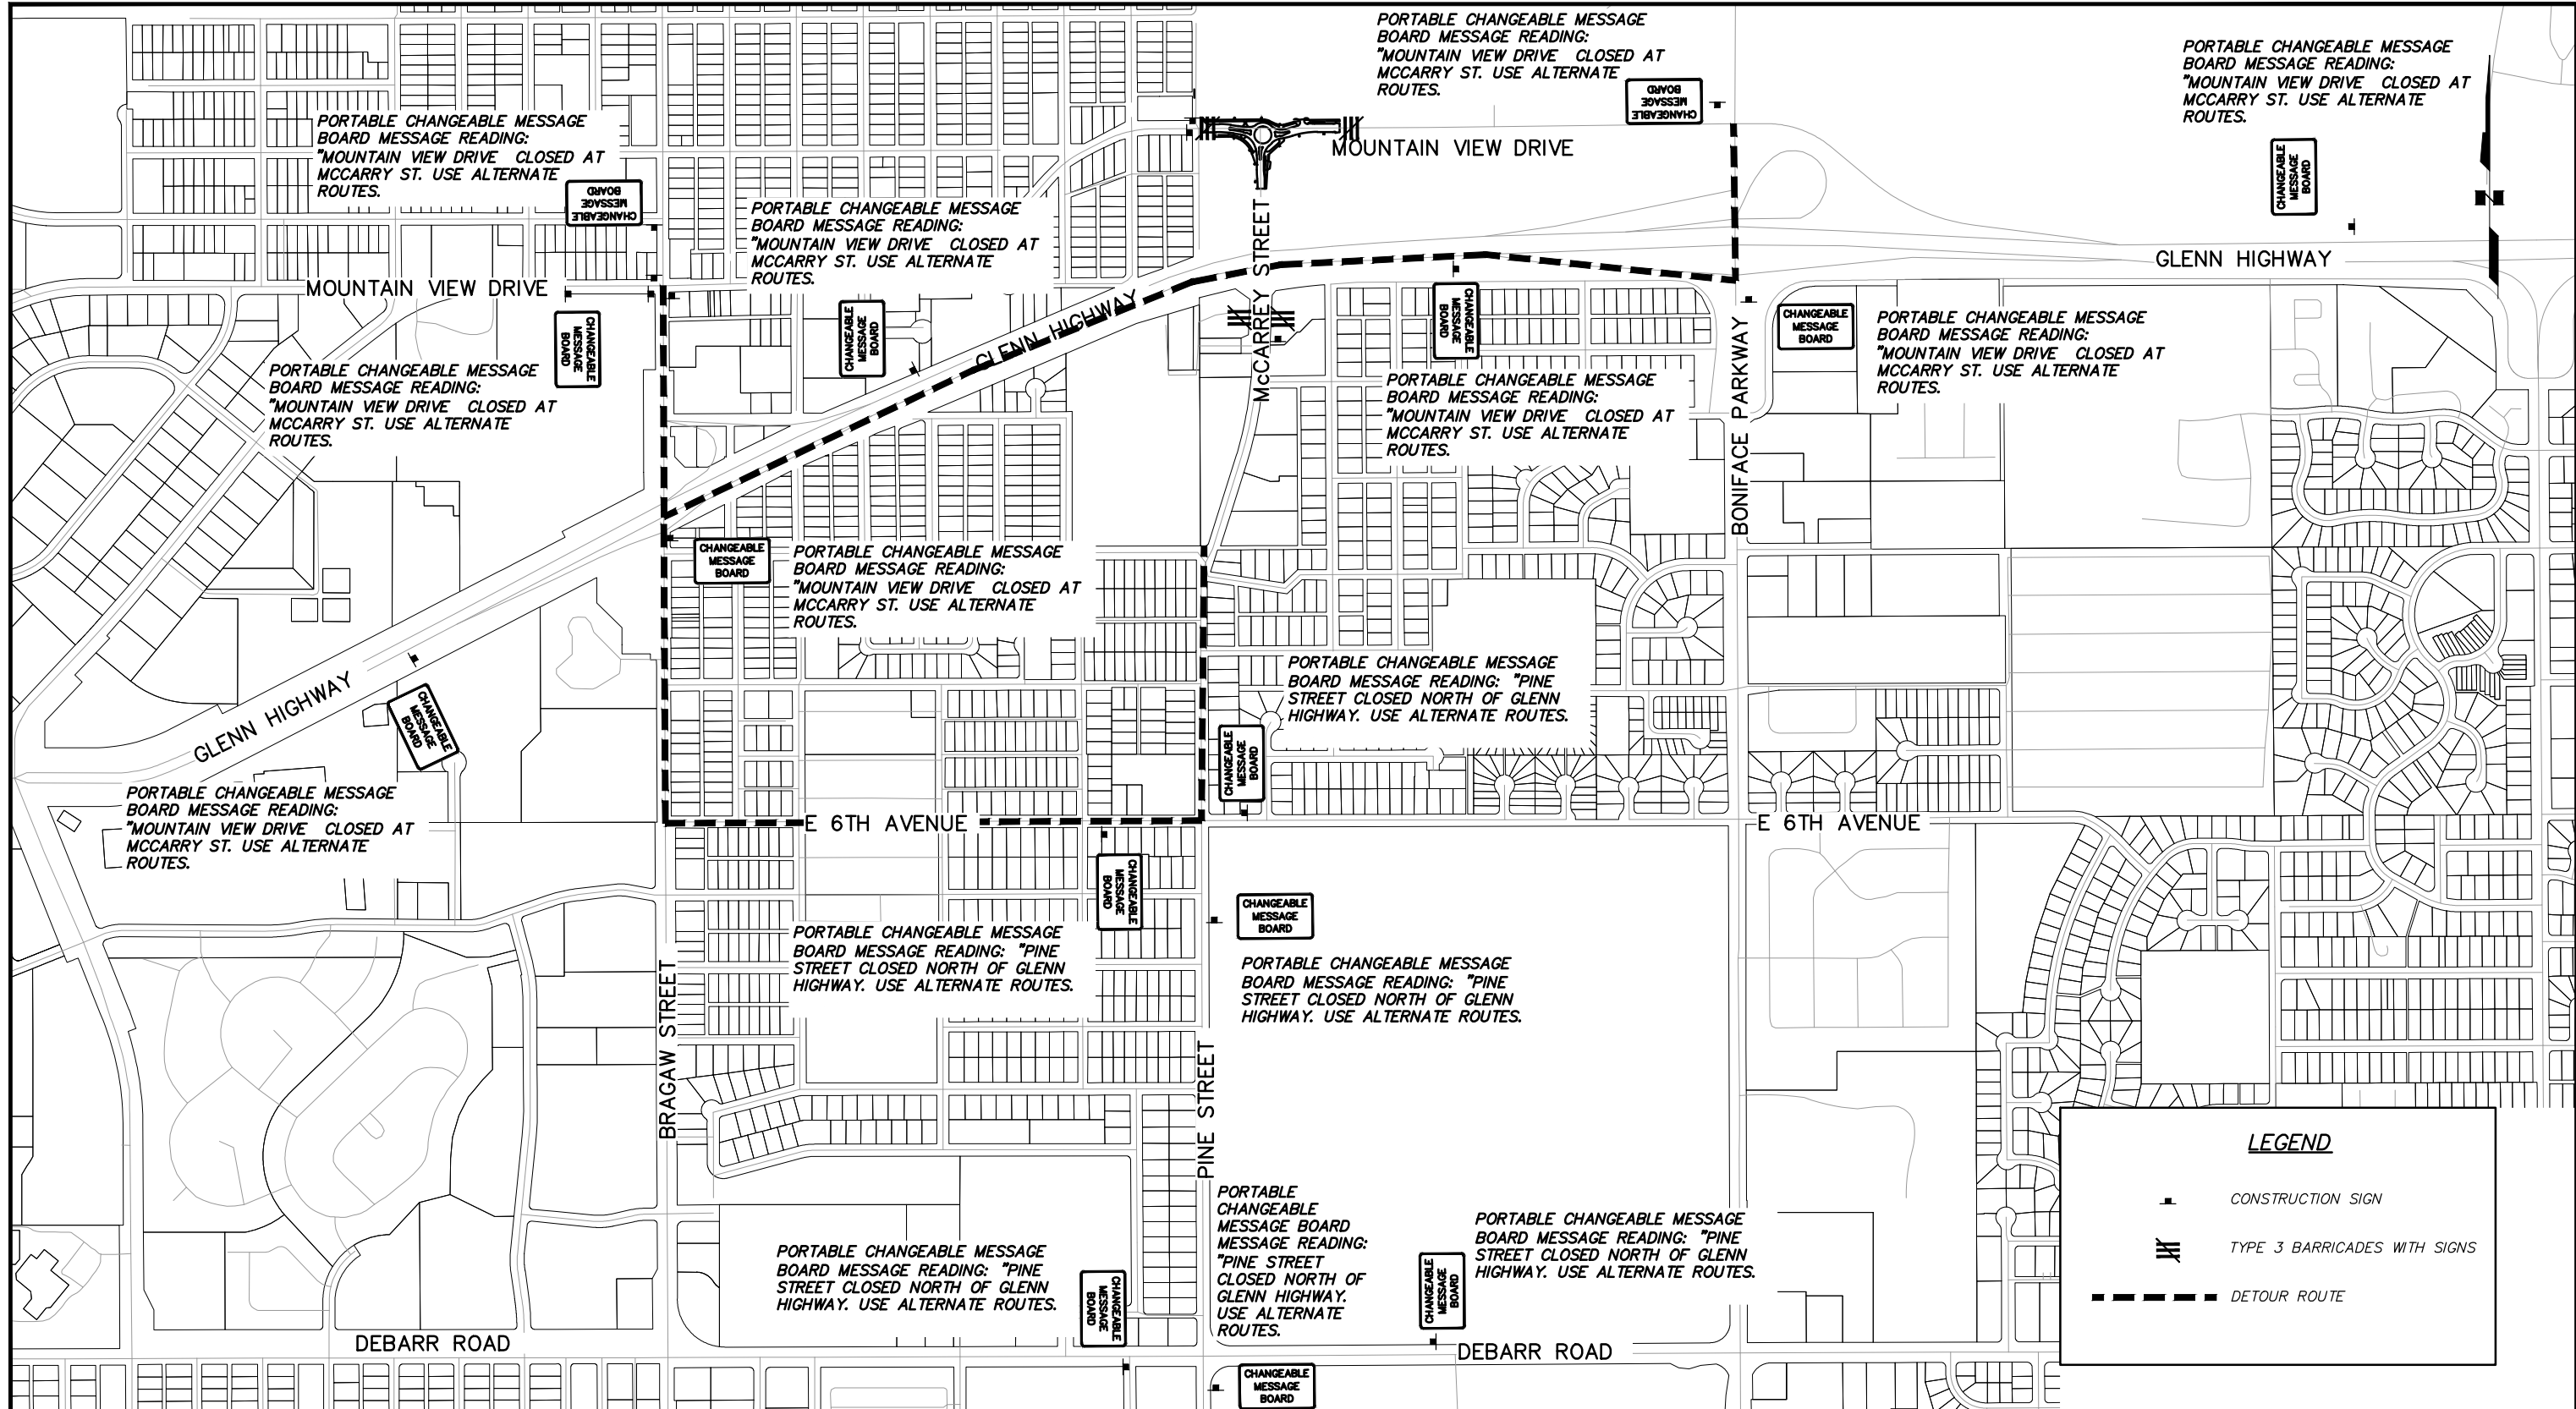 PORTABLE CHANGEABLE MESSAGE
BOARD MESSAGE READING:
"MOUNTAIN VIEW DRIVE CLOSED AT
MCCARRY ST. USE ALTERNATE
ROUTES.
CHANGEABLE
MESSAGE
BOARD
PORTABLE CHANGEABLE MESSAGE
BOARD MESSAGE READING:
"MOUNTAIN VIEW DRIVE CLOSED AT
MCCARRY ST. USE ALTERNATE
ROUTES.
CHANGEABLE
MESSAGE
BOARD
PORTABLE CHANGEABLE MESSAGE
BOARD MESSAGE READING:
"MOUNTAIN VIEW DRIVE CLOSED AT
MCCARRY ST. USE ALTERNATE
ROUTES.
CHANGEABLE
MESSAGE
BOARD
MOUNTAIN VIEW DRIVE
PORTABLE CHANGEABLE MESSAGE
BOARD MESSAGE READING:
"MOUNTAIN VIEW DRIVE CLOSED AT
MCCARRY ST. USE ALTERNATE
ROUTES.
CHANGEABLE
MESSAGE
BOARD
N
McCARREY STREET
GLENN HIGHWAY
MOUNTAIN VIEW DRIVE
GLENN HIGHWAY
CHANGEABLE
MESSAGE
BOARD
PORTABLE CHANGEABLE MESSAGE
BOARD MESSAGE READING:
"MOUNTAIN VIEW DRIVE CLOSED AT
MCCARRY ST. USE ALTERNATE
ROUTES.
CHANGEABLE
MESSAGE
BOARD
PORTABLE CHANGEABLE MESSAGE
BOARD MESSAGE READING:
"MOUNTAIN VIEW DRIVE CLOSED AT
MCCARRY ST. USE ALTERNATE
ROUTES.
BONIFACE PARKWAY
CHANGEABLE
MESSAGE
BOARD
PORTABLE CHANGEABLE MESSAGE
BOARD MESSAGE READING:
"MOUNTAIN VIEW DRIVE CLOSED AT
MCCARRY ST. USE ALTERNATE
ROUTES.
CHANGEABLE
MESSAGE
BOARD
PORTABLE CHANGEABLE MESSAGE
BOARD MESSAGE READING:
"MOUNTAIN VIEW DRIVE CLOSED AT
MCCARRY ST. USE ALTERNATE
ROUTES.
GLENN HIGHWAY
CHANGEABLE
MESSAGE
BOARD
PORTABLE CHANGEABLE MESSAGE
BOARD MESSAGE READING:
"MOUNTAIN VIEW DRIVE CLOSED AT
MCCARRY ST. USE ALTERNATE
ROUTES.
PORTABLE CHANGEABLE MESSAGE
BOARD MESSAGE READING: "PINE
STREET CLOSED NORTH OF GLENN
HIGHWAY. USE ALTERNATE ROUTES.
CHANGEABLE
MESSAGE
BOARD
E 6TH AVENUE
E 6TH AVENUE
CHANGEABLE
MESSAGE
BOARD
PORTABLE CHANGEABLE MESSAGE
BOARD MESSAGE READING: "PINE
STREET CLOSED NORTH OF GLENN
HIGHWAY. USE ALTERNATE ROUTES.
CHANGEABLE
MESSAGE
BOARD
PORTABLE CHANGEABLE MESSAGE
BOARD MESSAGE READING: "PINE
STREET CLOSED NORTH OF GLENN
HIGHWAY. USE ALTERNATE ROUTES.
BRAGAW STREET
PINE STREET
PORTABLE CHANGEABLE MESSAGE
BOARD MESSAGE READING: "PINE
STREET CLOSED NORTH OF GLENN
HIGHWAY. USE ALTERNATE ROUTES.
CHANGEABLE
MESSAGE
BOARD
PORTABLE
CHANGEABLE
MESSAGE BOARD
MESSAGE READING:
"PINE STREET
CLOSED NORTH OF
GLENN HIGHWAY.
USE ALTERNATE
ROUTES.
CHANGEABLE
MESSAGE
BOARD
PORTABLE CHANGEABLE MESSAGE
BOARD MESSAGE READING: "PINE
STREET CLOSED NORTH OF GLENN
HIGHWAY. USE ALTERNATE ROUTES.
CHANGEABLE
MESSAGE
BOARD
DEBARR ROAD
DEBARR ROAD
LEGEND
CONSTRUCTION SIGN
TYPE 3 BARRICADES WITH SIGNS
DETOUR ROUTE